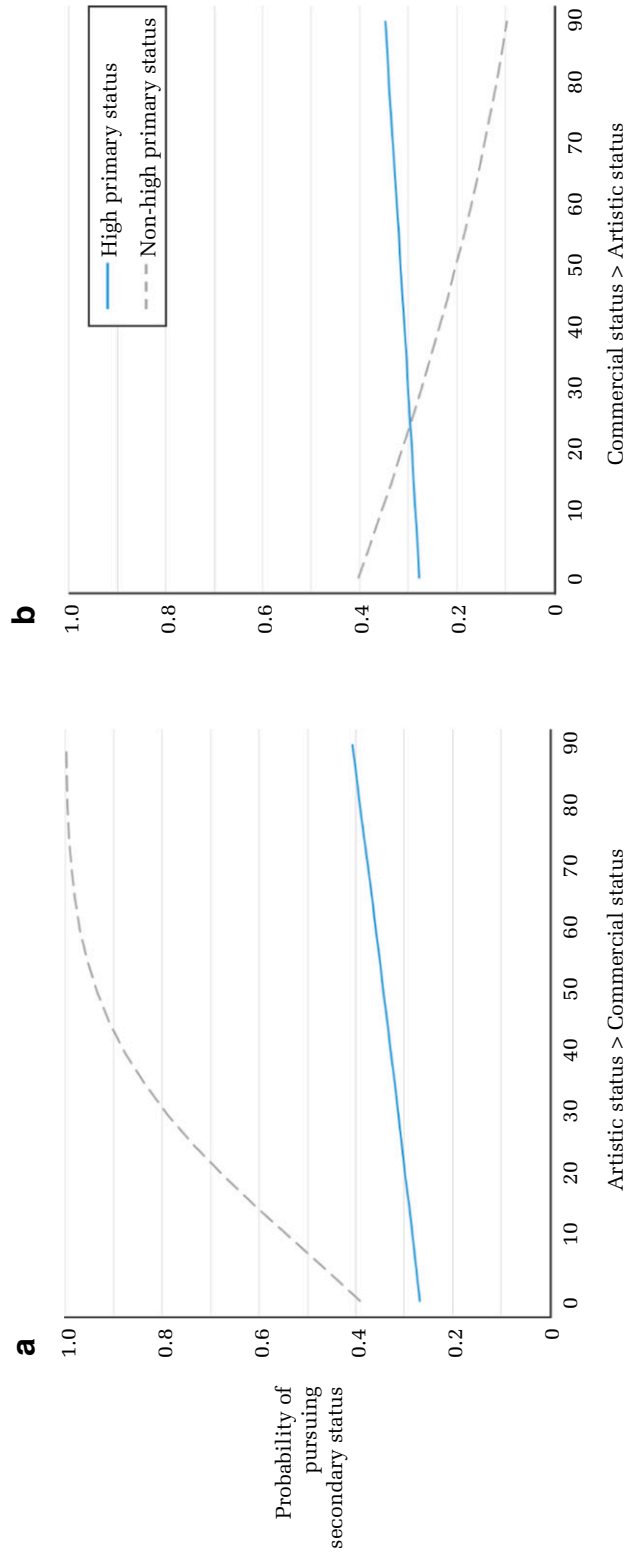 a
Probability of
pursuing
secondary status
1.0
0.8
0.6
0.4
0.2
0
0 10 20 30 40 50 60 70 80 90
Artistic status > Commercial status
b
High primary status
Non-high primary status
1.0
0.8
0.6
0.4
0.2
0
0 10 20 30 40 50 60 70 80 90
Commercial status > Artistic status